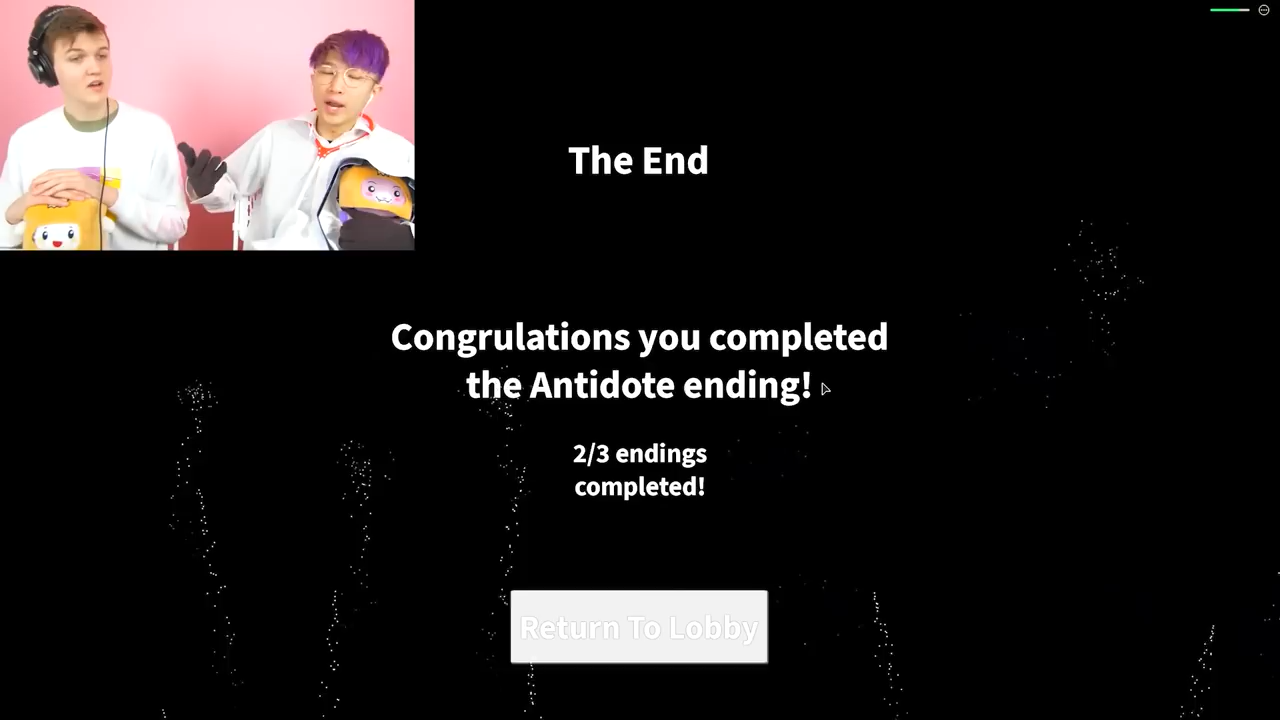 The End
Congrulations you completed
the Antidote ending!
2/3 endings
completed!
Return To Lobby